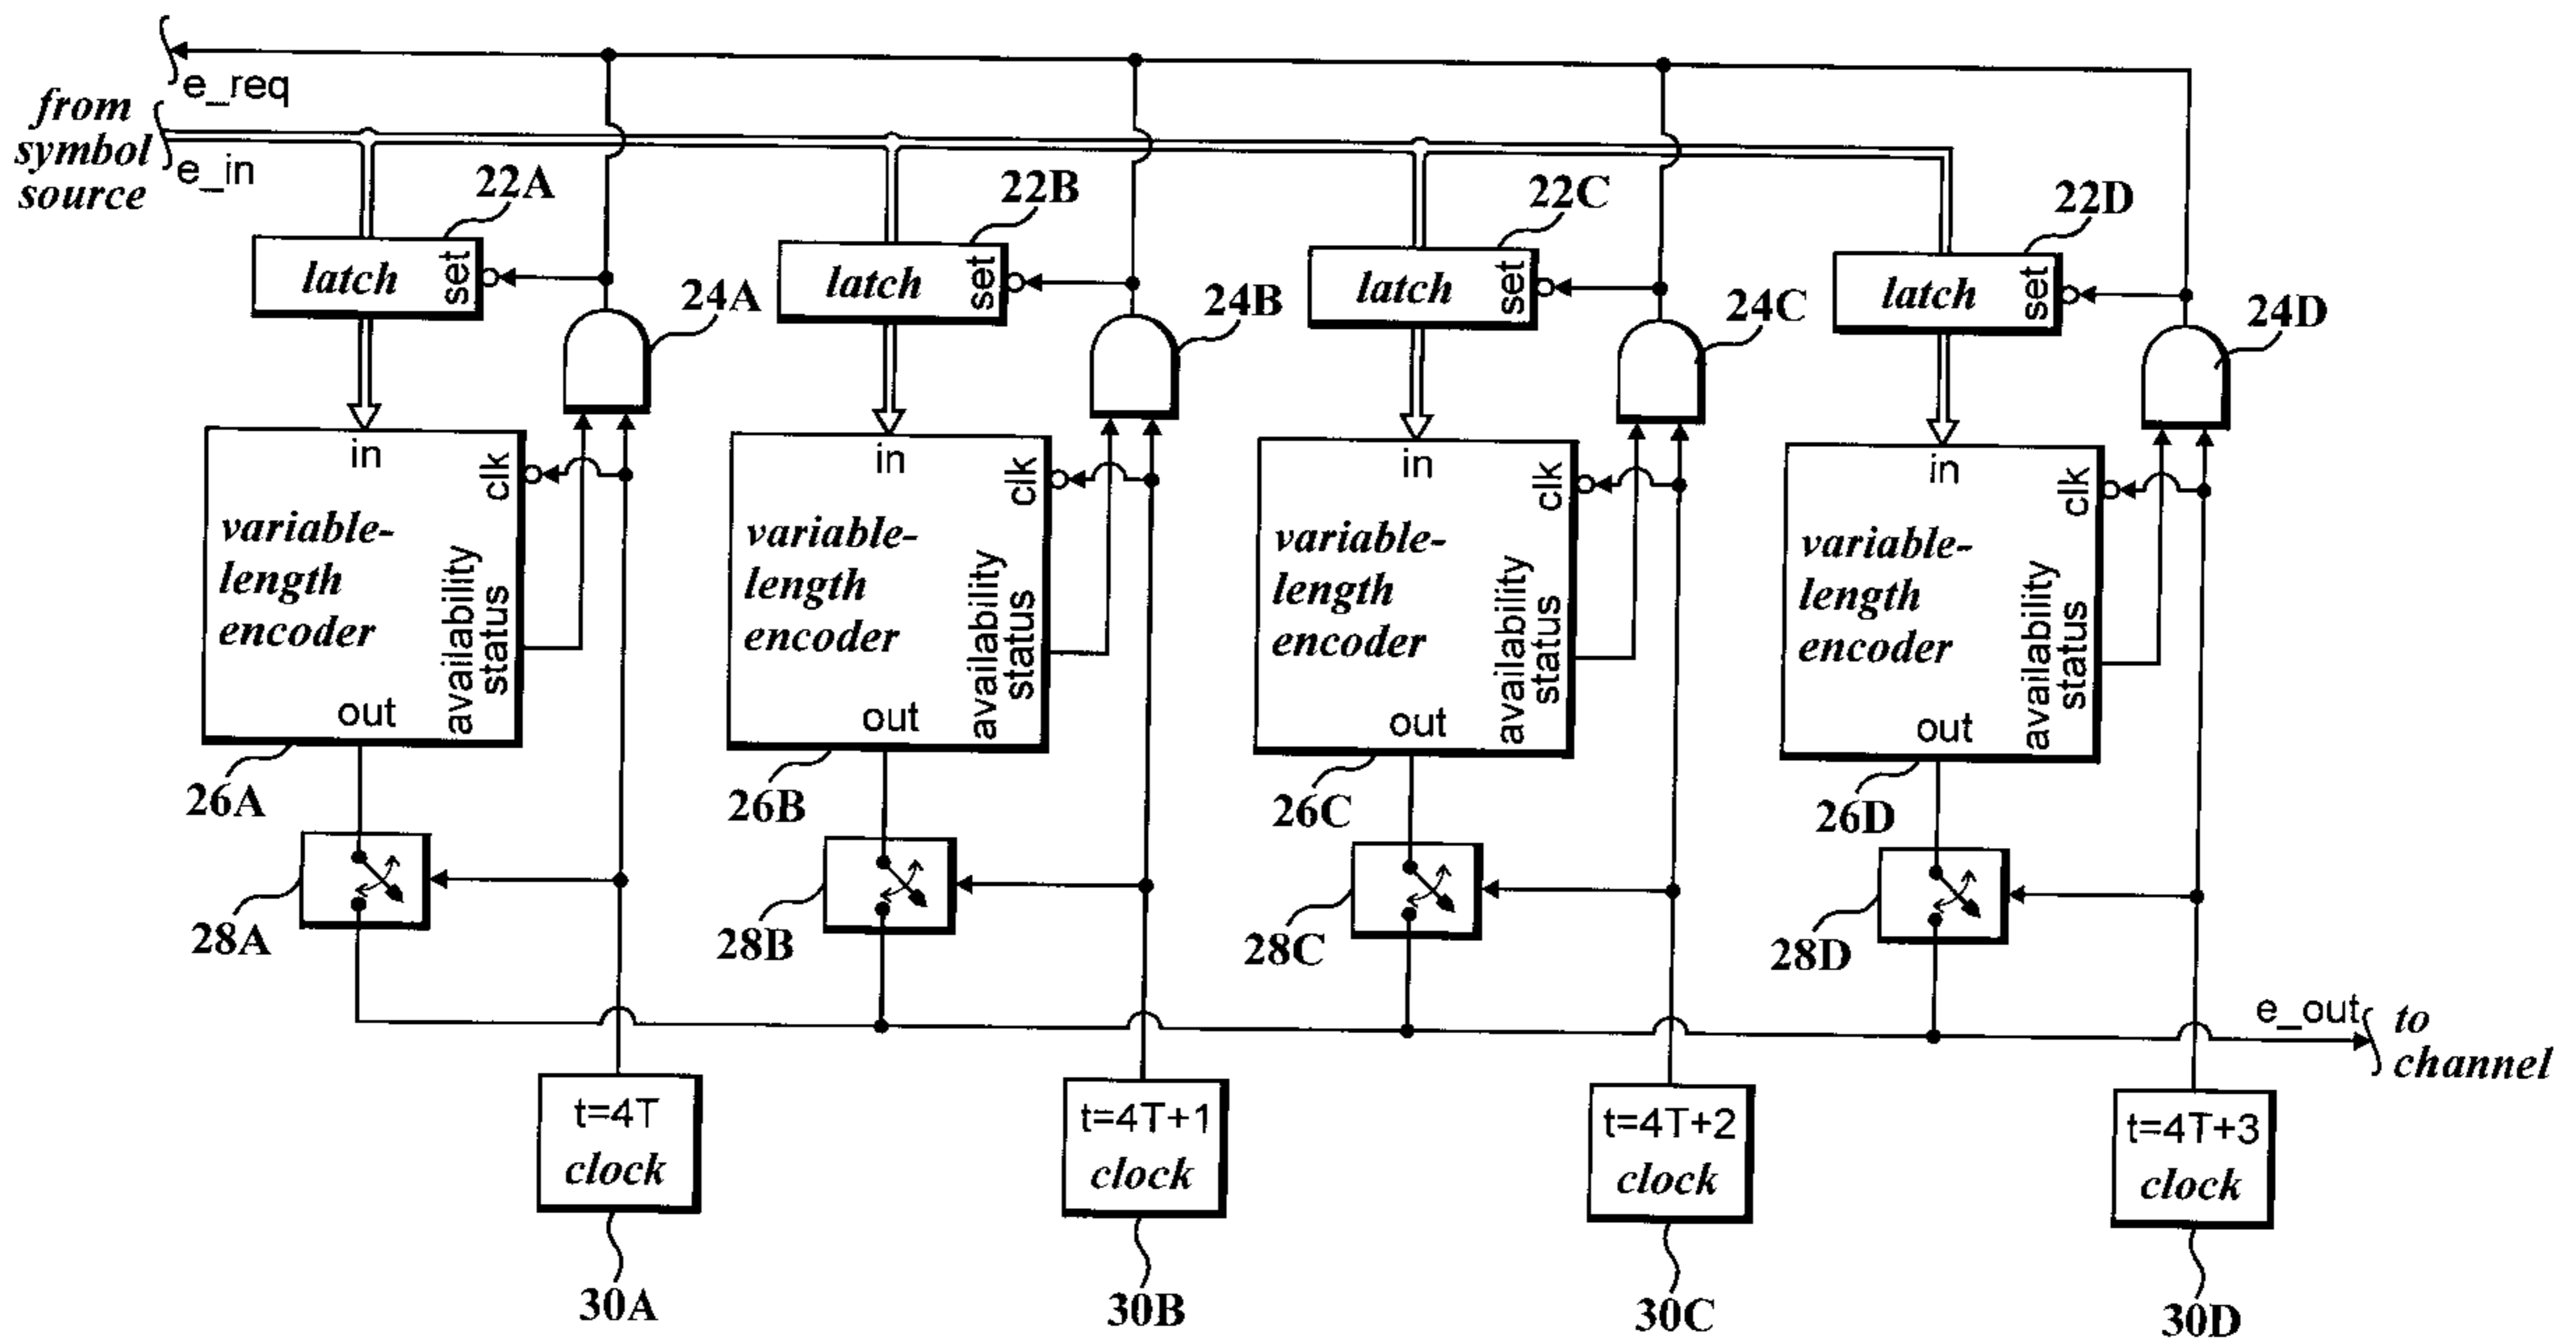 e_req
from
symbol
source
e_in
22A
22B
22C
22D
latch
set
latch
set
latch
set
latch
set
24A
24B
24C
24D
in
clk
variable-
length
encoder
availability
status
out
in
clk
variable-
length
encoder
availability
status
out
in
clk
variable-
length
encoder
availability
status
out
in
clk
variable-
length
encoder
availability
status
out
26A
26B
26C
26D
28A
28B
28C
28D
e_out
to
channel
t=4T
clock
t=4T+1
clock
t=4T+2
clock
t=4T+3
clock
30A
30B
30C
30D